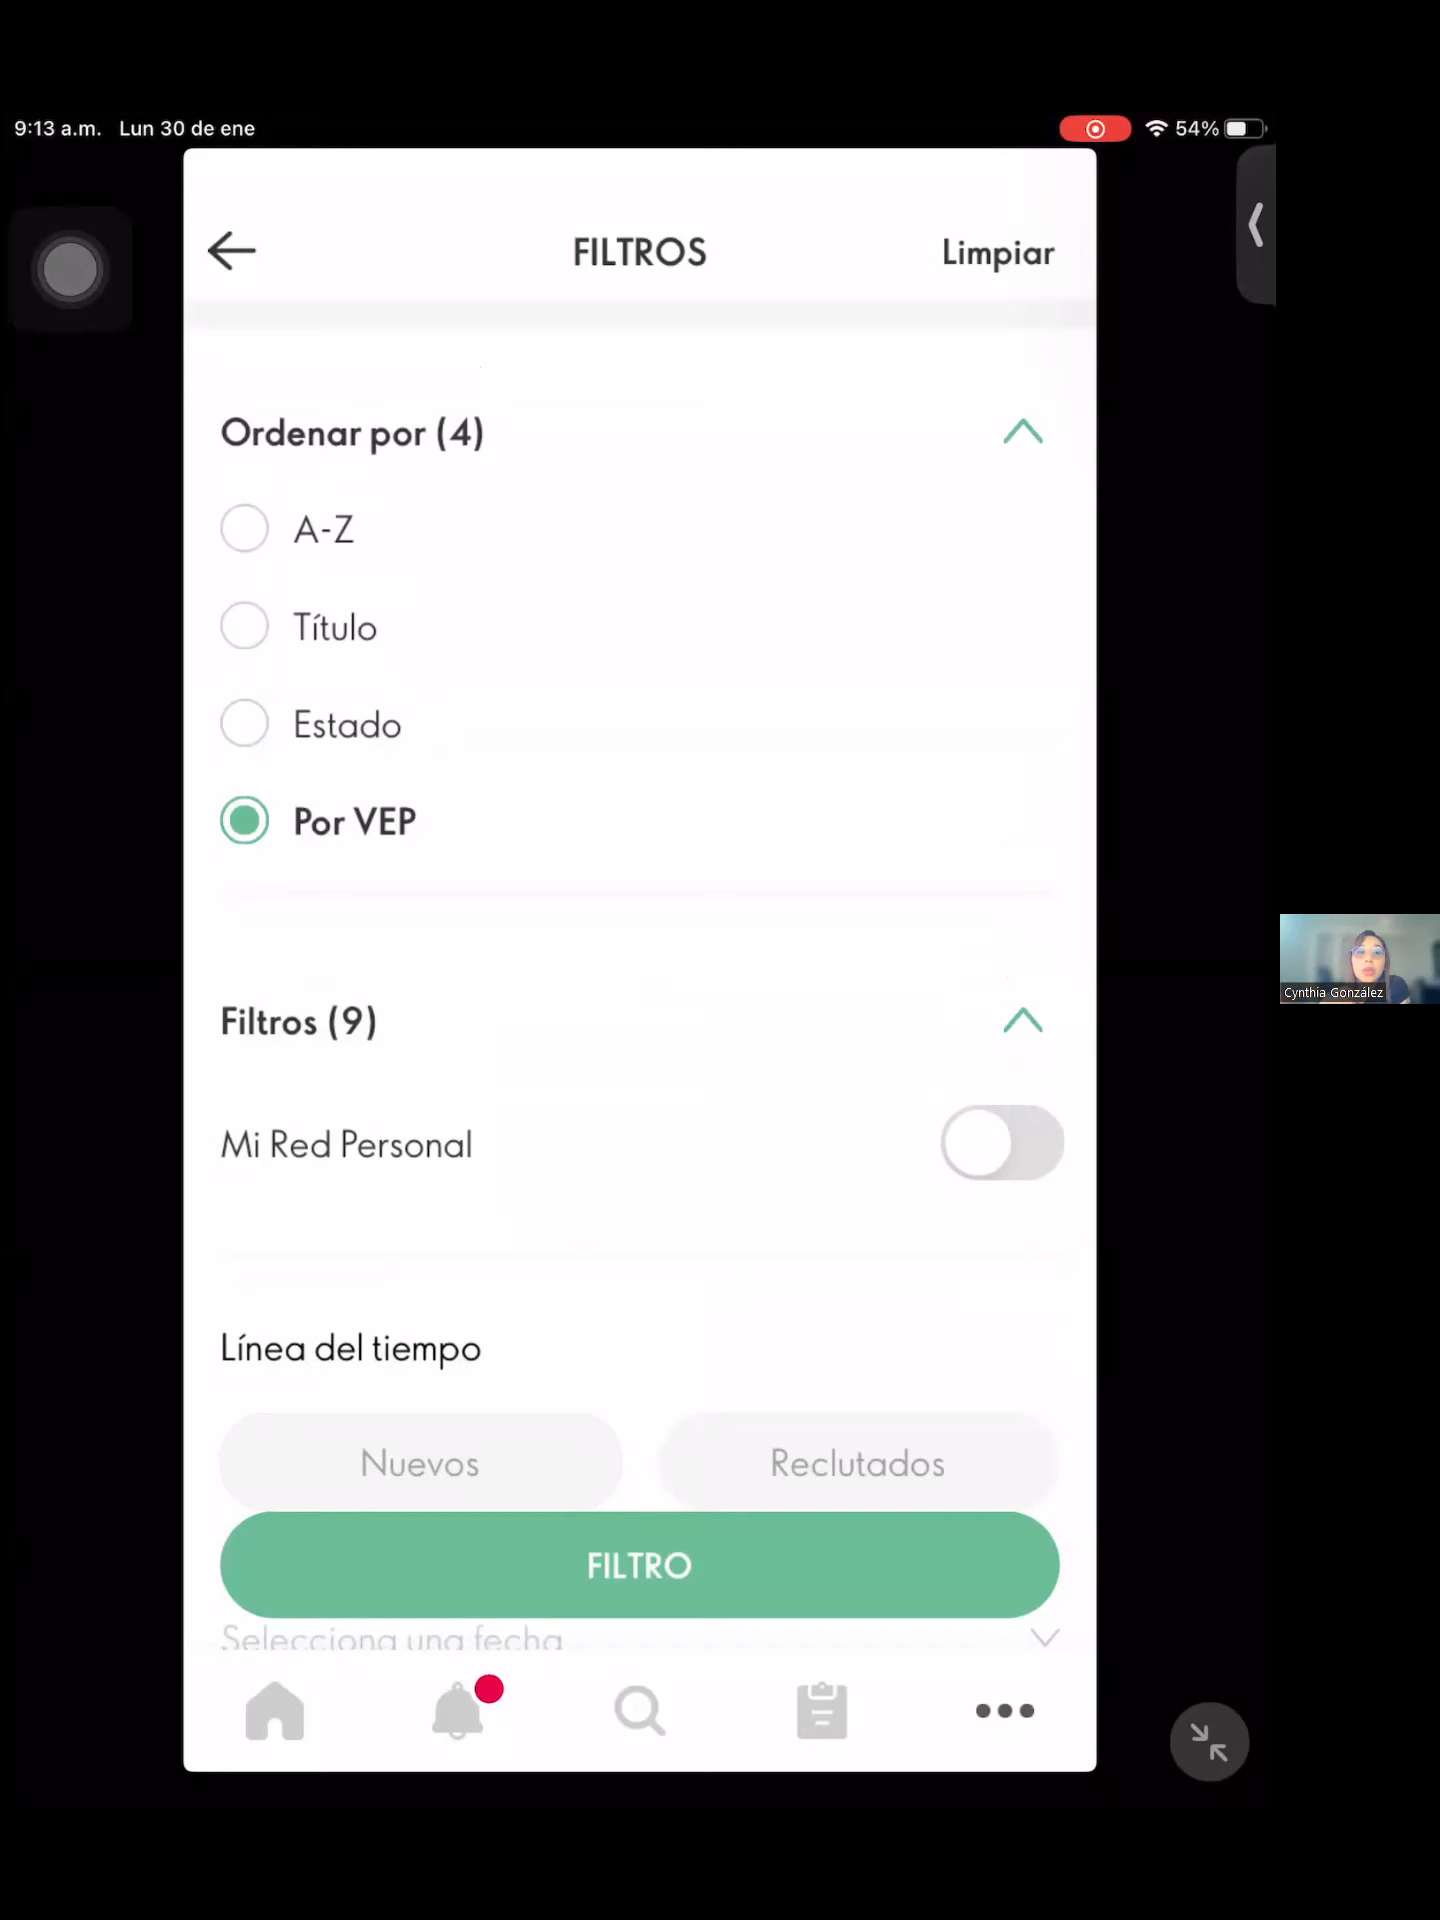 9:13 a.m. Lun 30 de ene
54%
FILTROS
Limpiar
Ordenar por (4)
A-Z
Título
Estado
Por VEP
Filtros (9)
Mi Red Personal
Línea del tiempo
Nuevos
Reclutados
FILTRO
Selecciona una fecha
Cynthia González